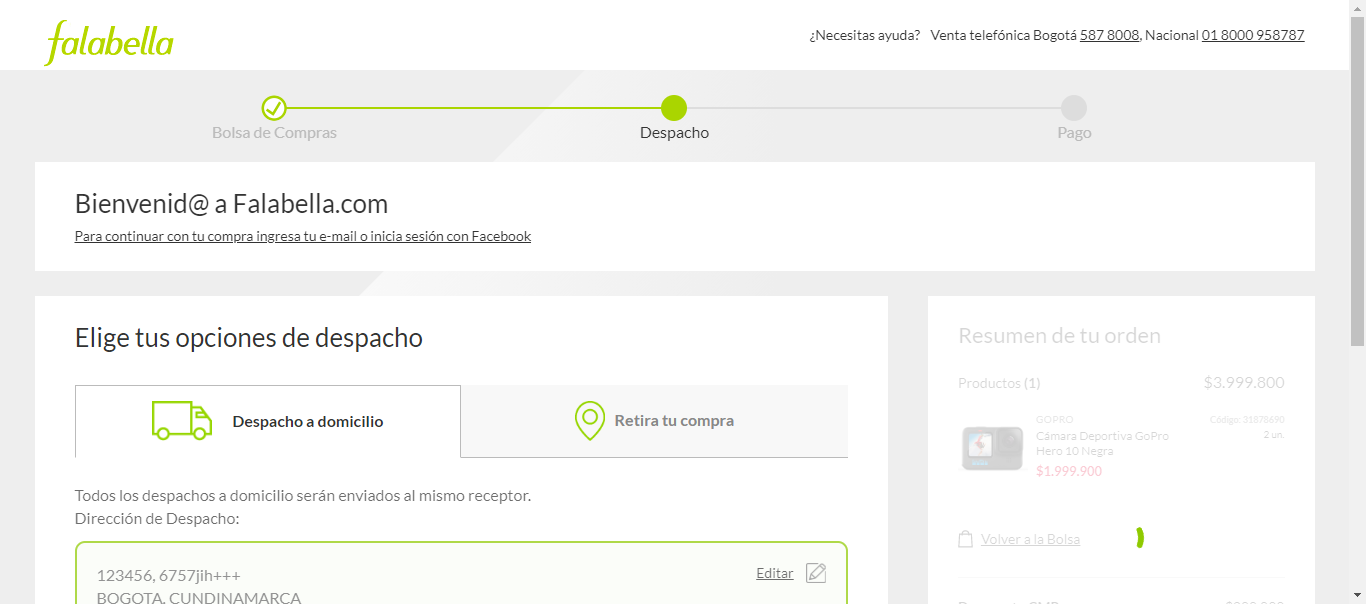 falabella
¿Necesitas ayuda? Venta telefónica Bogotá 587 8008, Nacional 01 8000 958787
Bolsa de Compras
Despacho
Pago
Bienvenid@ a Falabella.com
Para continuar con tu compra ingresa tu e-mail o inicia sesión con Facebook
Elige tus opciones de despacho
Despacho a domicilio
Retira tu compra
Todos los despachos a domicilio serán enviados al mismo receptor.
Dirección de Despacho:
123456, 6757jih+++
Editar
BOGOTA, CUNDINAMARCA
Resumen de tu orden
Productos (1) $3.999.800
GOPRO Código: 31878690
Cámara Deportiva GoPro 2 un.
Hero 10 Negra
$1.999.900
Volver a la Bolsa